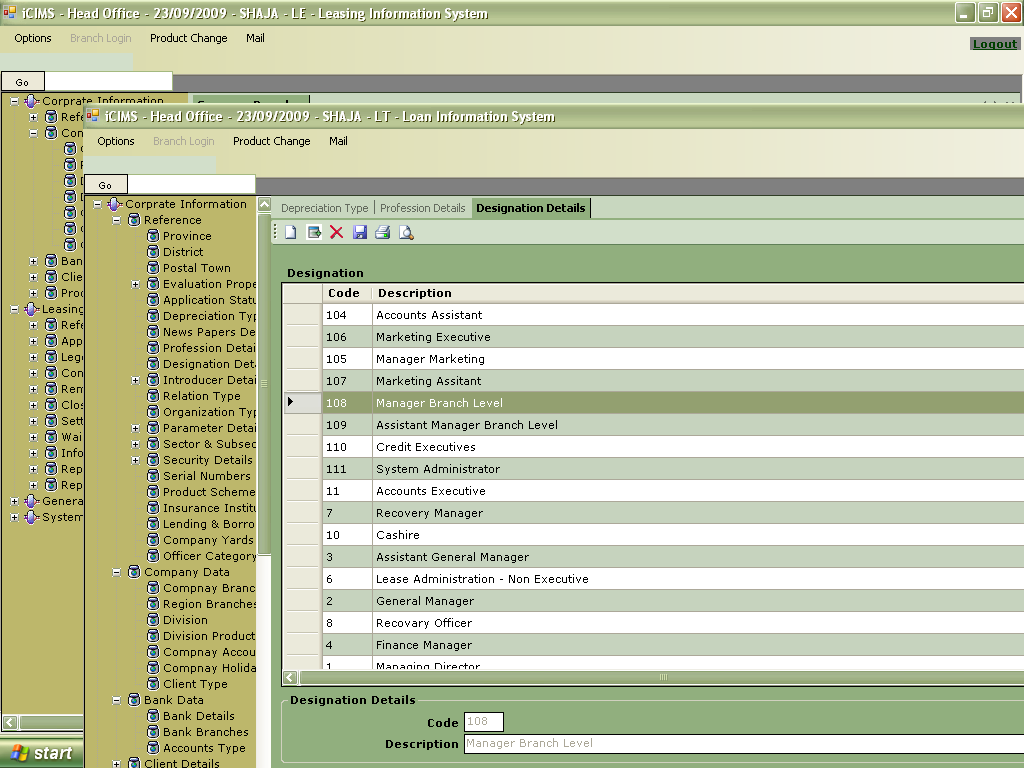 iCIMS - Head Office - 23/09/2009 - SHAJA - LE - Leasing Information System
Options Branch Login Product Change Mail
Logout
Go
Corprate Information
iCIMS - Head Office - 23/09/2009 - SHAJA - LT - Loan Information System
Options Branch Login Product Change Mail
Go
Refe
Con
Ban
Clie
Proc
Leasing
Refe
App
Lege
Con
Rem
Clos
Sett
Wai
Info
Rep
Rep
Genera
System
start
Corprate Information
Reference
Province
District
Postal Town
Evaluation Prope
Application Statu
Depreciation Typ
News Papers De
Profession Detai
Designation Det
Introducer Detai
Relation Type
Organization Typ
Parameter Detai
Sector & Subsec
Security Details
Serial Numbers
Product Scheme
Insurance Institu
Lending & Borro
Company Yards
Officer Category
Company Data
Compnay Branc
Region Branches
Division
Division Product
Compnay Accou
Compnay Holida
Client Type
Bank Data
Bank Details
Bank Branches
Accounts Type
Client Details
Depreciation Type Profession Details Designation Details
Designation
Code Description
104 Accounts Assistant
106 Marketing Executive
105 Manager Marketing
107 Marketing Assitant
108 Manager Branch Level
109 Assistant Manager Branch Level
110 Credit Executives
111 System Administrator
11 Accounts Executive
7 Recovery Manager
10 Cashire
3 Assistant General Manager
6 Lease Administration - Non Executive
2 General Manager
8 Recovary Officer
4 Finance Manager
1 Managing Director
Designation Details
Code 108
Description Manager Branch Level